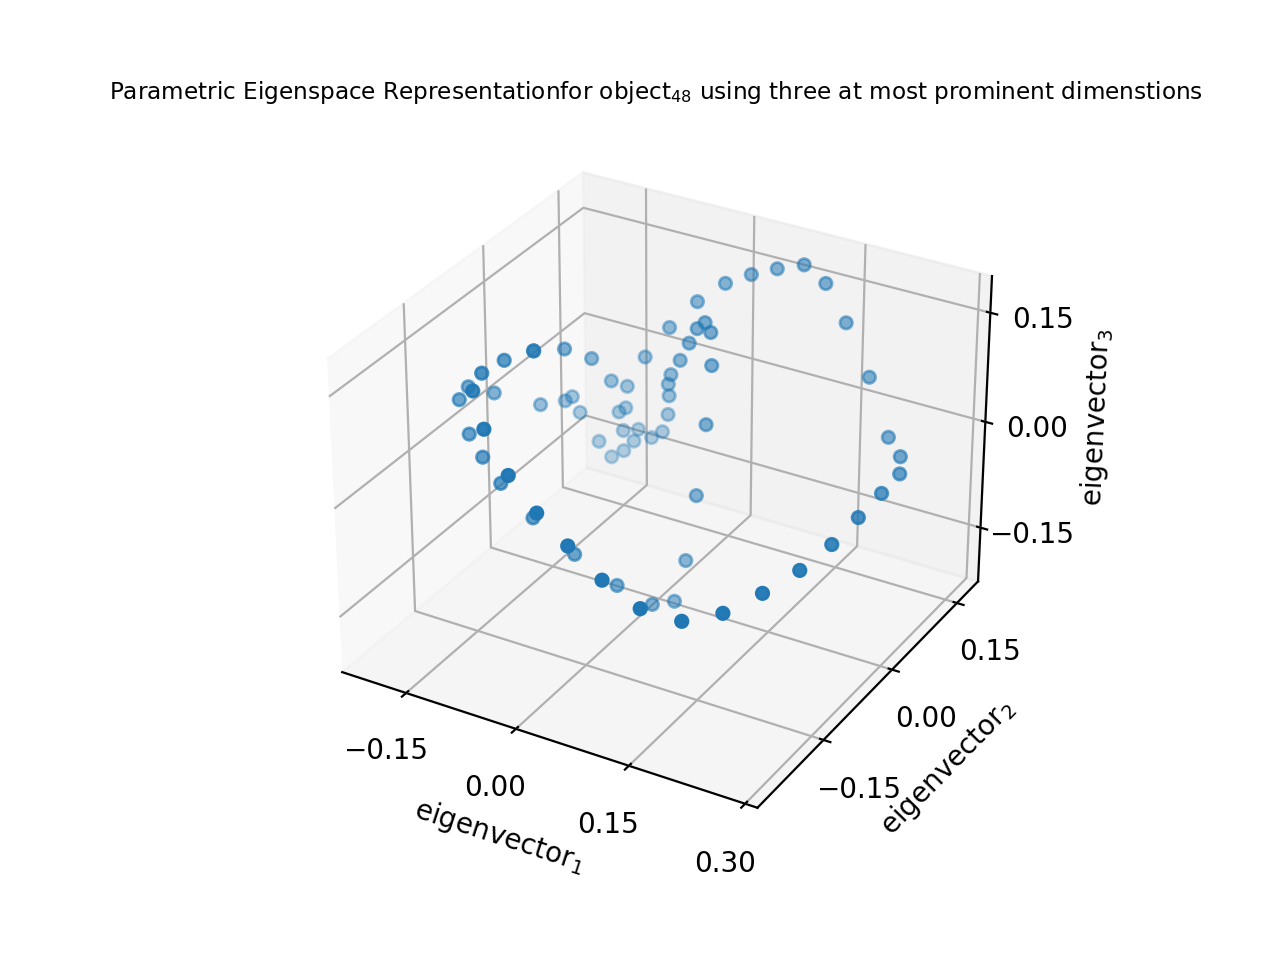 Parametric Eigenspace Representationfor object₄₈ using three at most prominent dimenstions
0.15
0.00
−0.15
eigenvector₃
0.15
0.00
−0.15
eigenvector₂
−0.15
0.00
0.15
0.30
eigenvector₁